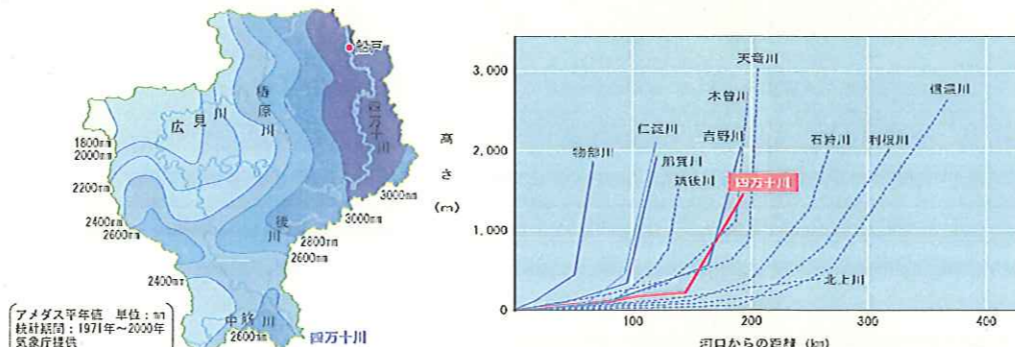 船戸
広見川
梼原川
四万十川
後川
中筋川
1800mm
2000mm
2200mm
2400mm
2600mm
2400mm
2600mm
2600mm
2800mm
3000mm
3000mm
四万十川
アメダス平年値 単位:mm
統計期間:1971年~2000年
気象庁提供
高さ(m)
3,000
2,000
1,000
0
天竜川
木曽川
信濃川
仁淀川
吉野川
石狩川
利根川
物部川
那賀川
筑後川
四万十川
北上川
100
200
300
400
河口からの距離 (km)